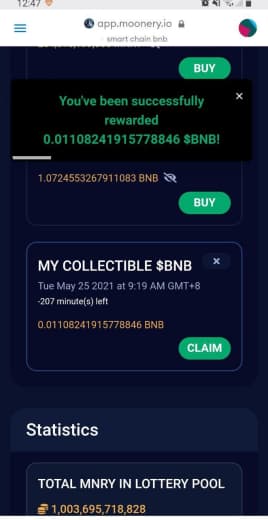 12:47
app.moonery.io
smart chain bnb
BUY
You've been successfully
rewarded
0.01108241915778846 $BNB!
×
1.0724553267911083 BNB
BUY
MY COLLECTIBLE $BNB
x
Tue May 25 2021 at 9:19 AM GMT+8
-207 minute(s) left
0.01108241915778846 BNB
CLAIM
Statistics
TOTAL MNRY IN LOTTERY POOL
1,003,695,718,828